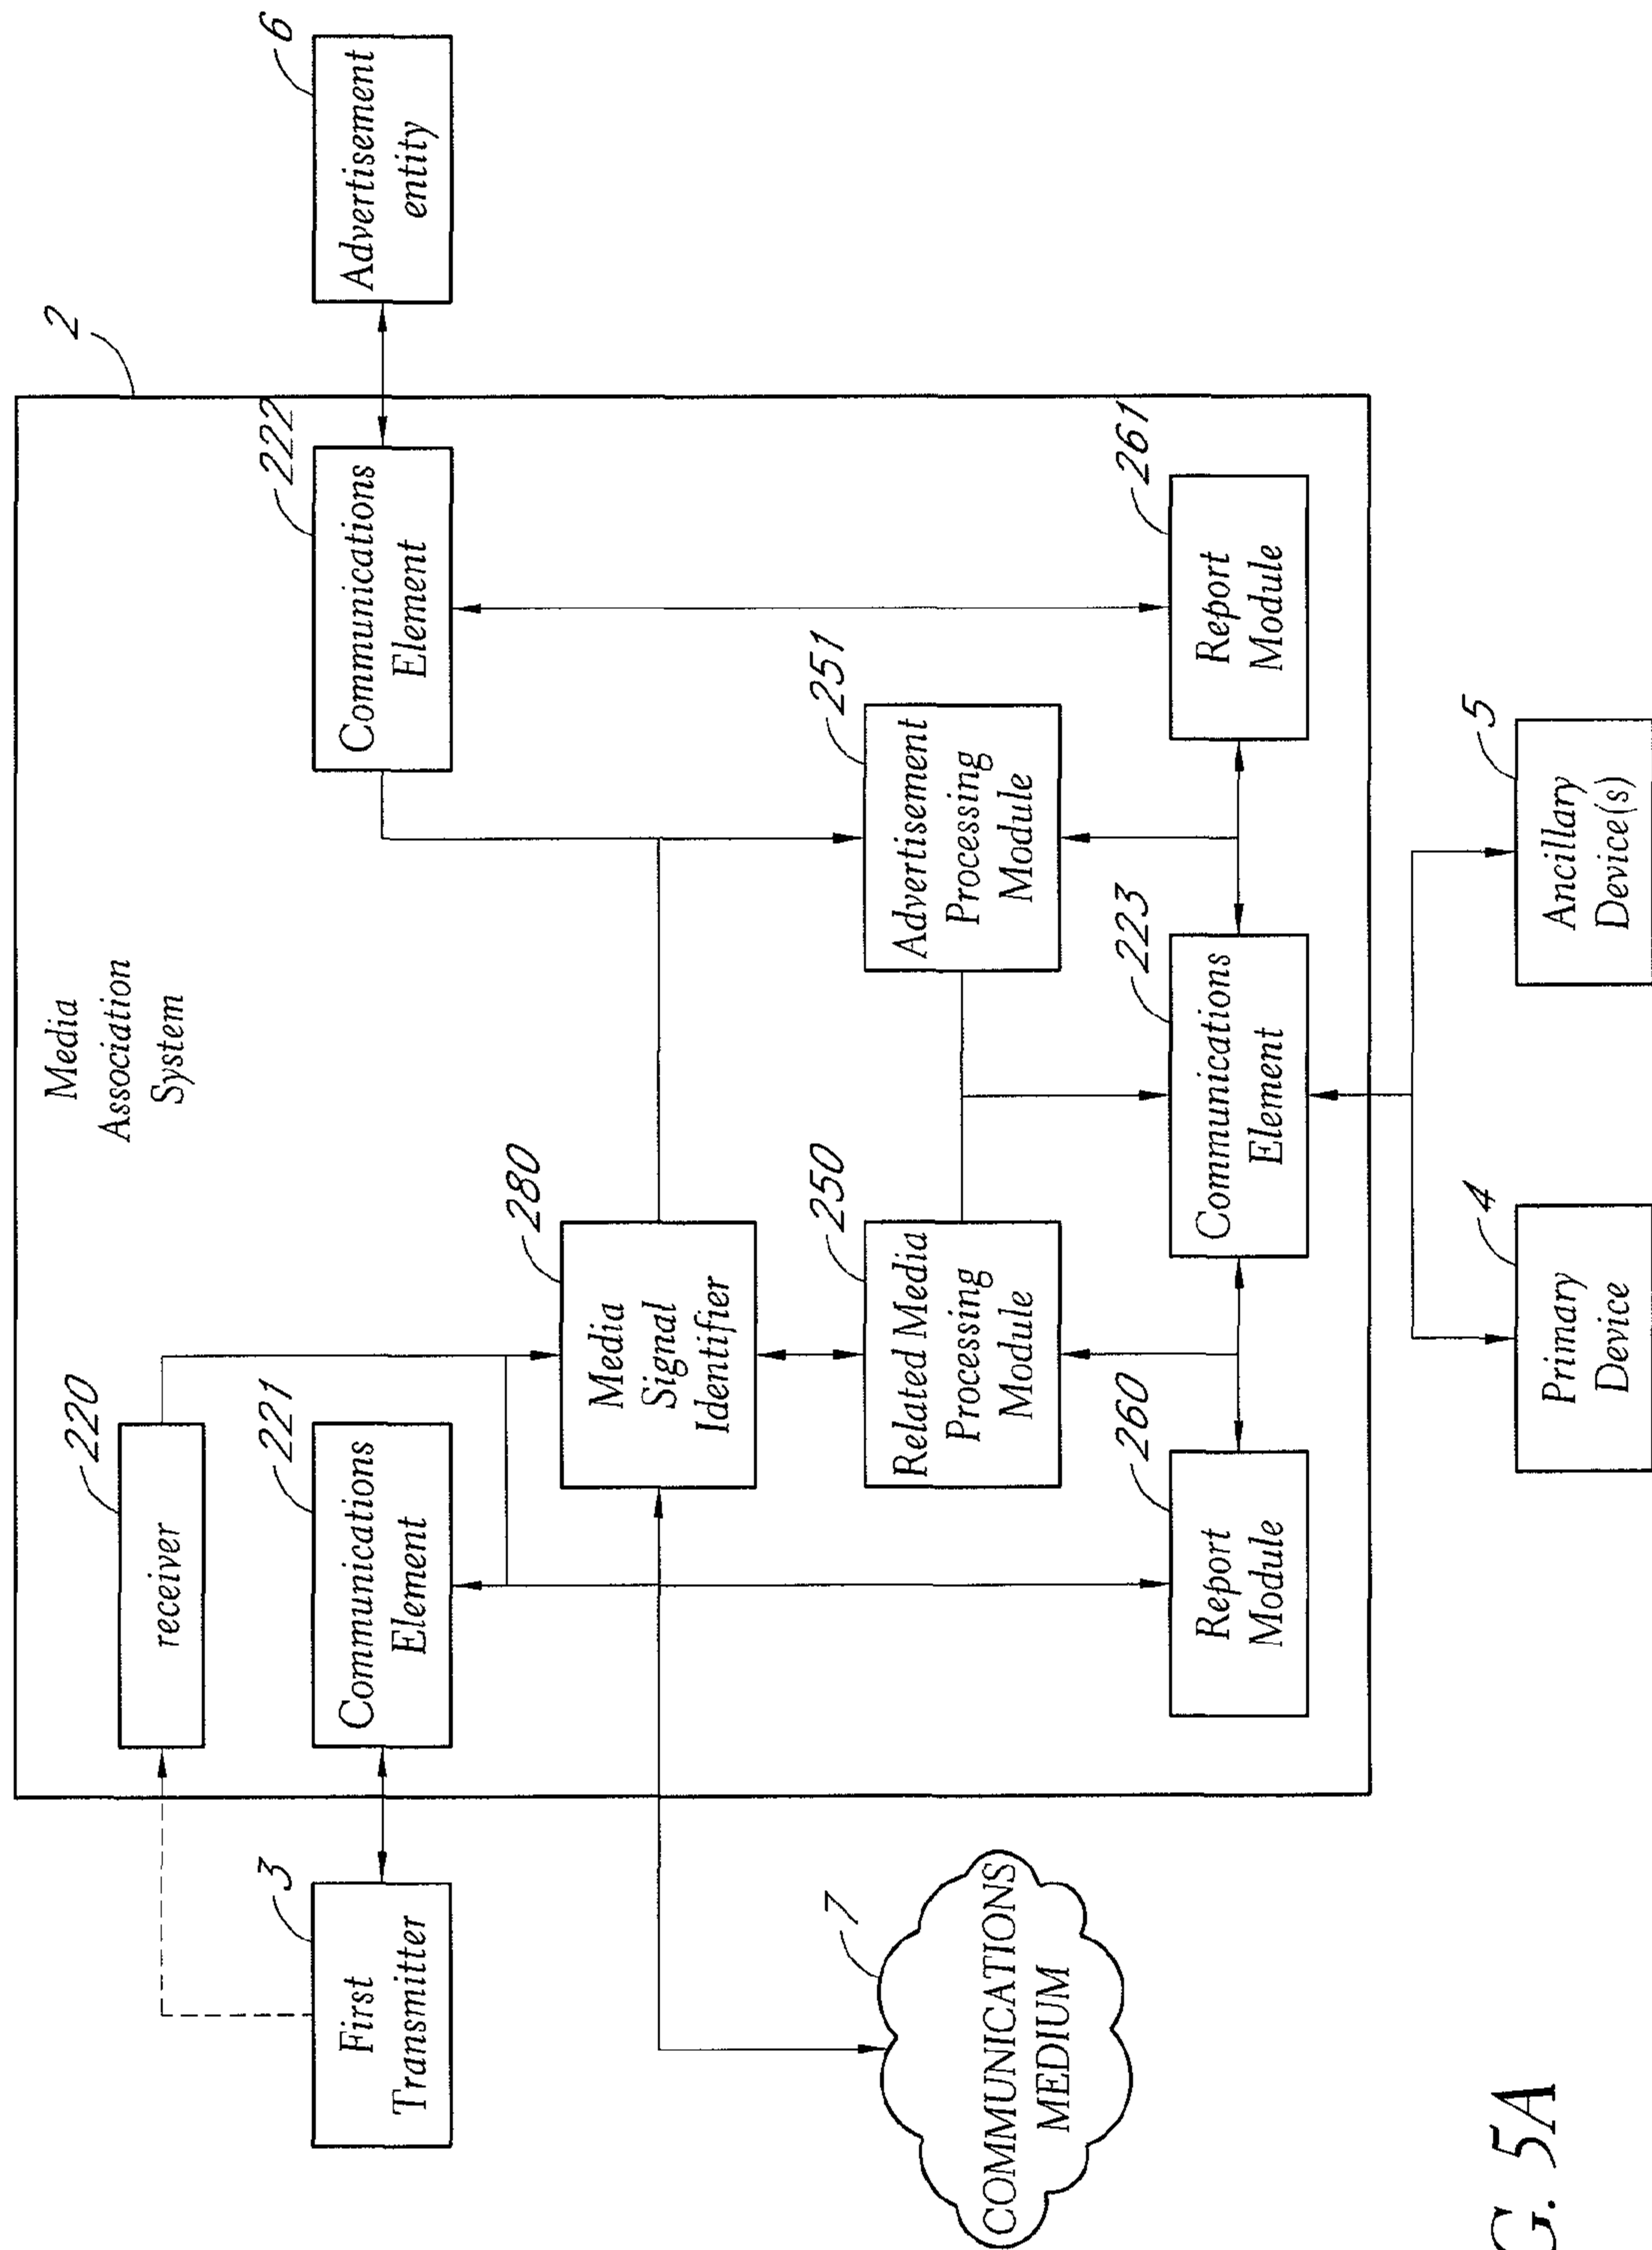 2
Media
Association
System
220
receiver
3
First
Transmitter
221
Communications
Element
222
Communications
Element
6
Advertisement
entity
280
Media
Signal
Identifier
7
COMMUNICATIONS
MEDIUM
250
Related Media
Processing
Module
251
Advertisement
Processing
Module
260
Report
Module
223
Communications
Element
261
Report
Module
4
Primary
Device
5
Ancillary
Device(s)
G. 5A